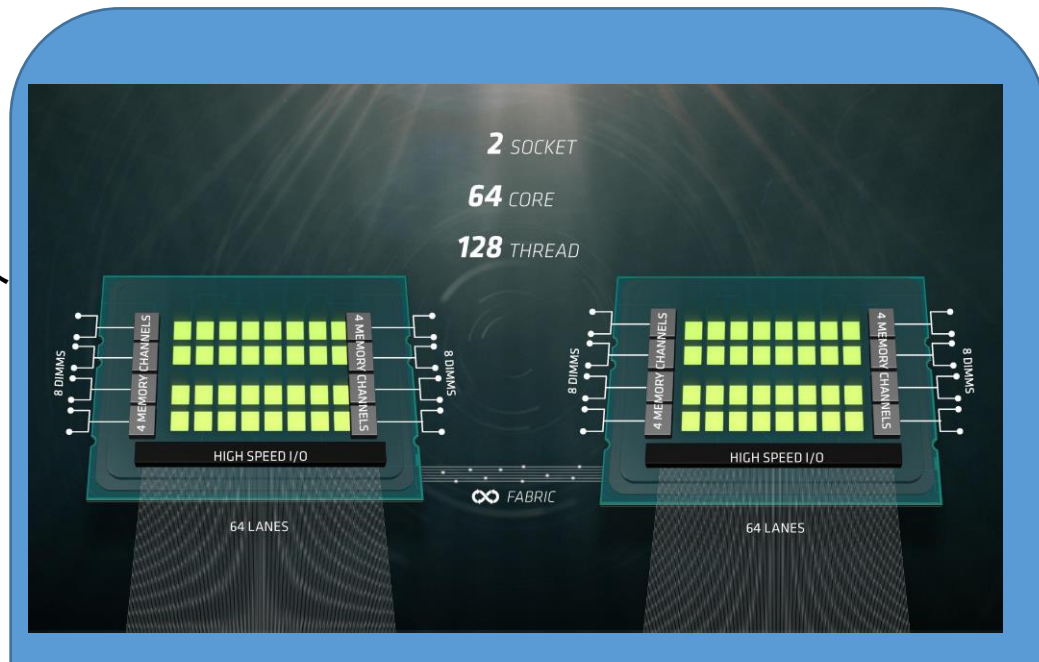 2 SOCKET
64 CORE
128 THREAD
8 DIMMS
4 MEMORY CHANNELS
4 MEMORY CHANNELS
8 DIMMS
HIGH SPEED I/O
64 LANES
FABRIC
8 DIMMS
4 MEMORY CHANNELS
4 MEMORY CHANNELS
8 DIMMS
HIGH SPEED I/O
64 LANES